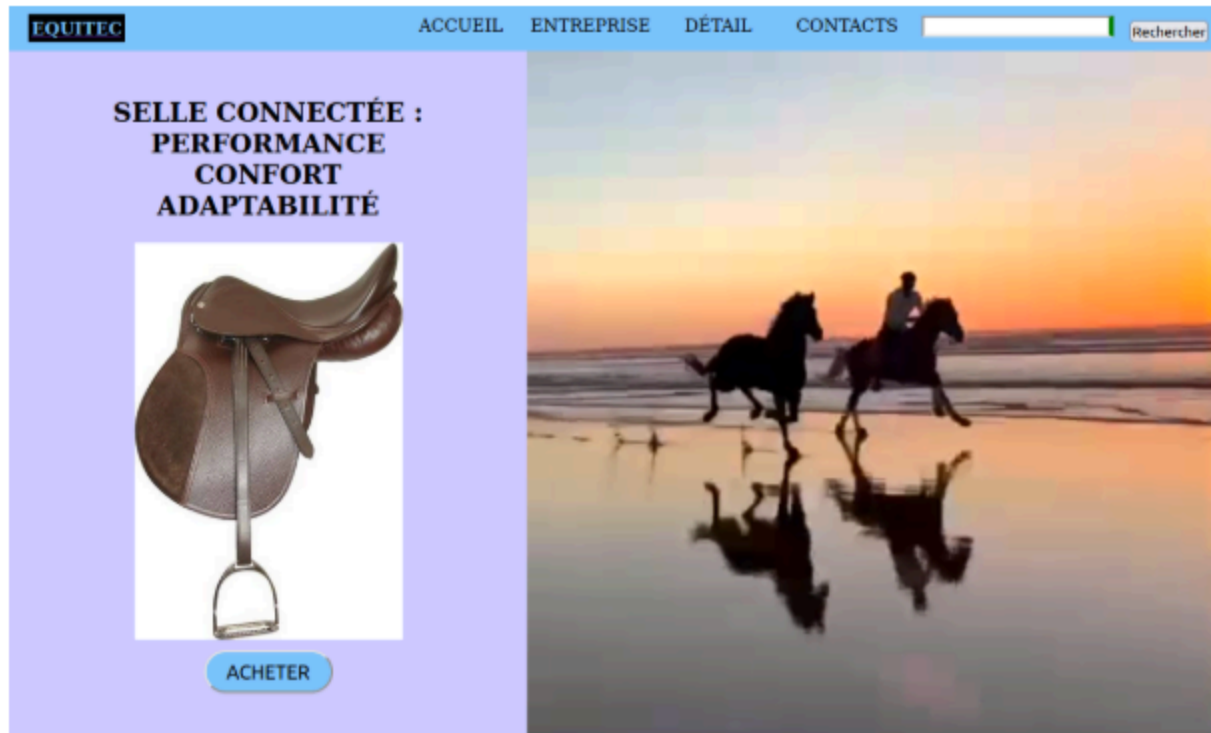 EQUITEC
ACCUEIL ENTREPRISE DÉTAIL CONTACTS Rechercher
SELLE CONNECTÉE :
PERFORMANCE
CONFORT
ADAPTABILITÉ
ACHETER